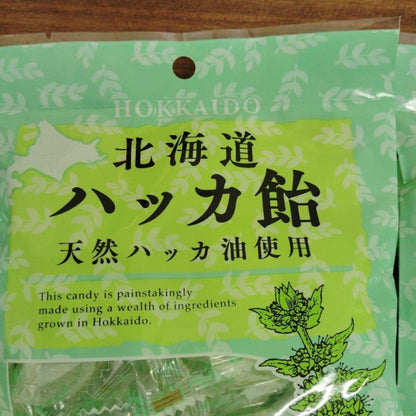 HOKKAIDO
北海道
ハッカ飴
天然ハッカ油使用
This candy is painstakingly
made using a wealth of ingredients
grown in Hokkaido.